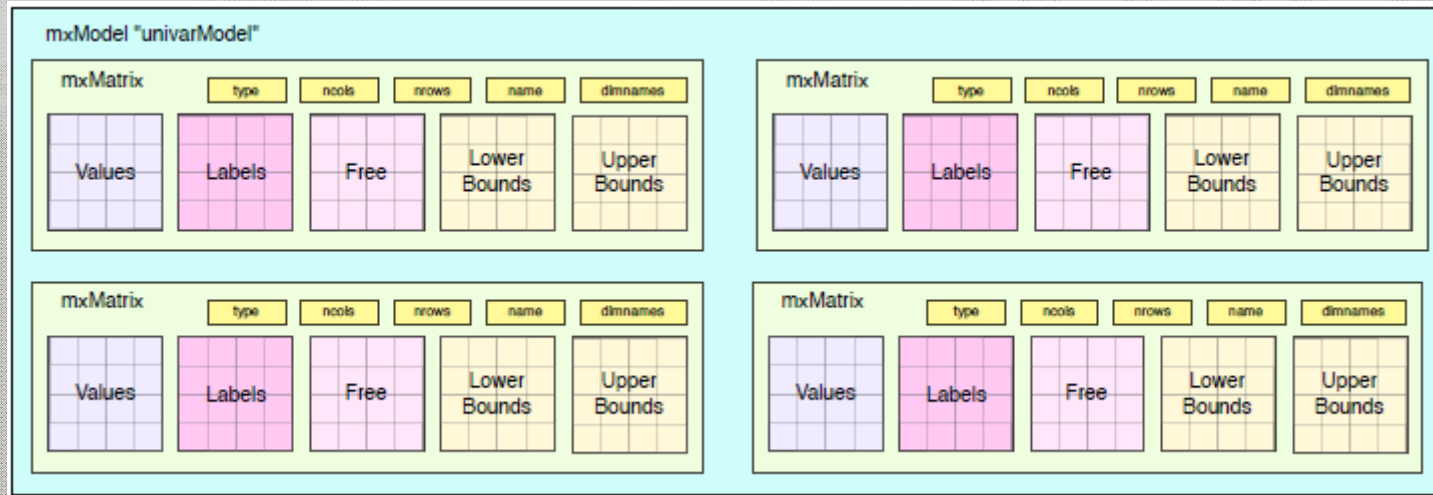 mxModel "univarModel"
mxMatrix type ncols nrows name dimnames
Values Labels Free Lower Bounds Upper Bounds
mxMatrix type ncols nrows name dimnames
Values Labels Free Lower Bounds Upper Bounds
mxMatrix type ncols nrows name dimnames
Values Labels Free Lower Bounds Upper Bounds
mxMatrix type ncols nrows name dimnames
Values Labels Free Lower Bounds Upper Bounds